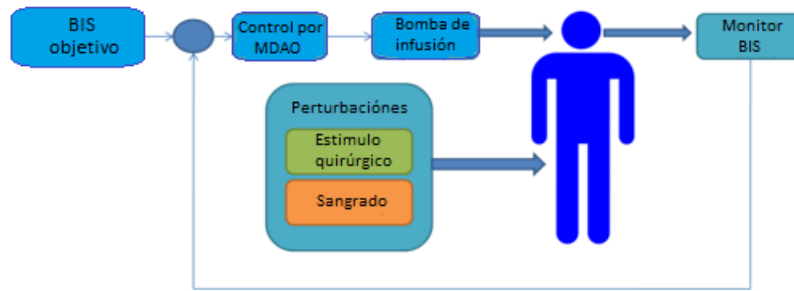 BIS
objetivo
Control por
MDAO
Bomba de
infusión
Monitor
BIS
Perturbaciónes
Estimulo
quirúrgico
Sangrado